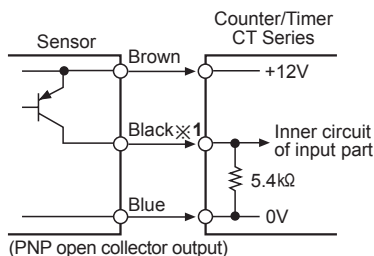 Counter/Timer
CT Series
Sensor
Brown
+12V
Black※1
Inner circuit
of input part
5.4kΩ
Blue
0V
(PNP open collector output)